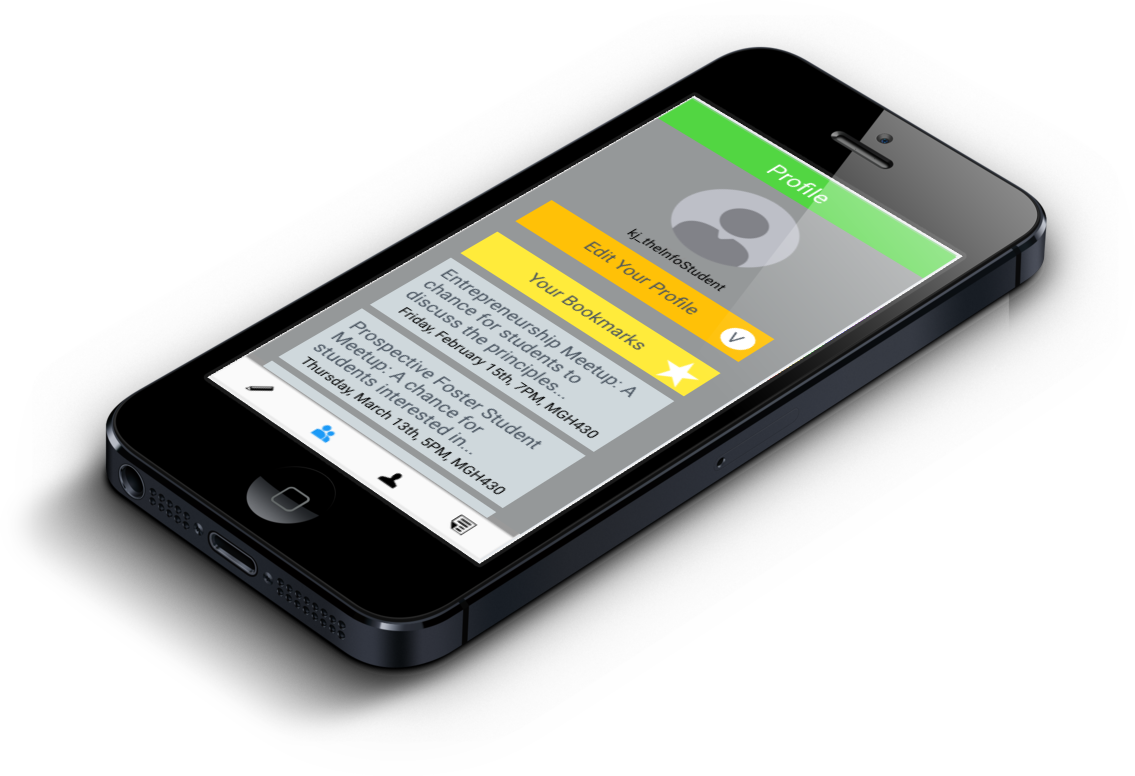 Profile
kj_theInfoStudent
Edit Your Profile
V
Your Bookmarks
Entrepreneurship Meetup: A
chance for students to
discuss the principles...
Friday, February 15th, 7PM, MGH430
Prospective Foster Student
Meetup: A chance for
students interested in...
Thursday, March 13th, 5PM, MGH430